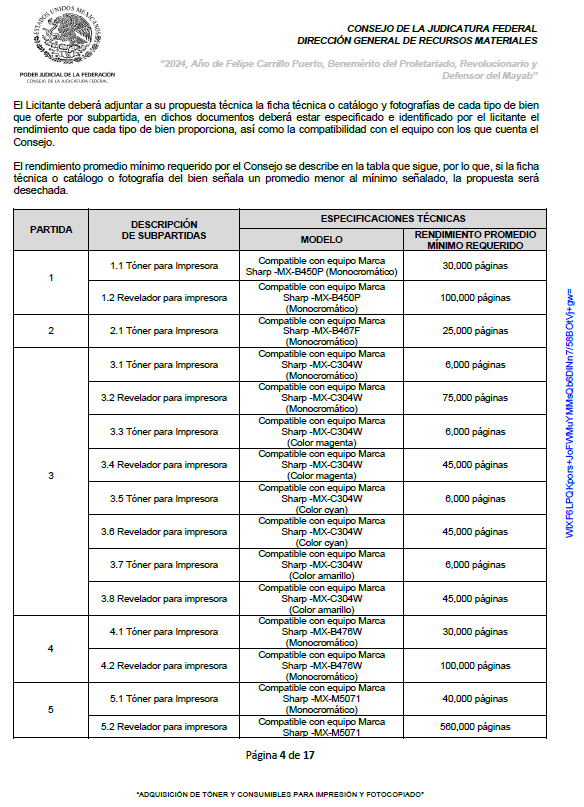 ESTADOS UNIDOS MEXICANOS
PODER JUDICIAL DE LA FEDERACIÓN
CONSEJO DE LA JUDICATURA FEDERAL
CONSEJO DE LA JUDICATURA FEDERAL
DIRECCIÓN GENERAL DE RECURSOS MATERIALES
“2024, Año de Felipe Carrillo Puerto, Benemérito del Proletariado, Revolucionario y
Defensor del Mayab”
El Licitante deberá adjuntar a su propuesta técnica la ficha técnica o catálogo y fotografías de cada tipo de bien
que oferte por subpartida, en dichos documentos deberá estar especificado e identificado por el licitante el
rendimiento que cada tipo de bien proporciona, así como la compatibilidad con el equipo con los que cuenta el
Consejo.
El rendimiento promedio mínimo requerido por el Consejo se describe en la tabla que sigue, por lo que, si la ficha
técnica o catálogo o fotografía del bien señala un promedio menor al mínimo señalado, la propuesta será
desechada.
PARTIDA
DESCRIPCIÓN
DE SUBPARTIDAS
ESPECIFICACIONES TÉCNICAS
MODELO
RENDIMIENTO PROMEDIO
MÍNIMO REQUERIDO
1
1.1 Tóner para Impresora
Compatible con equipo Marca
Sharp -MX-B450P (Monocromático)
30,000 páginas
1.2 Revelador para impresora
Compatible con equipo Marca
Sharp -MX-B450P
(Monocromático)
100,000 páginas
2
2.1 Tóner para Impresora
Compatible con equipo Marca
Sharp -MX-B467F
(Monocromático)
25,000 páginas
3
3.1 Tóner para Impresora
Compatible con equipo Marca
Sharp -MX-C304W
(Monocromático)
6,000 páginas
3.2 Revelador para impresora
Compatible con equipo Marca
Sharp -MX-C304W
(Monocromático)
75,000 páginas
3.3 Tóner para Impresora
Compatible con equipo Marca
Sharp -MX-C304W
(Color magenta)
6,000 páginas
3.4 Revelador para impresora
Compatible con equipo Marca
Sharp -MX-C304W
(Color magenta)
45,000 páginas
3.5 Tóner para Impresora
Compatible con equipo Marca
Sharp -MX-C304W
(Color cyan)
6,000 páginas
3.6 Revelador para impresora
Compatible con equipo Marca
Sharp -MX-C304W
(Color cyan)
45,000 páginas
3.7 Tóner para Impresora
Compatible con equipo Marca
Sharp -MX-C304W
(Color amarillo)
6,000 páginas
3.8 Revelador para impresora
Compatible con equipo Marca
Sharp -MX-C304W
(Color amarillo)
45,000 páginas
4
4.1 Tóner para Impresora
Compatible con equipo Marca
Sharp -MX-B476W
(Monocromático)
30,000 páginas
4.2 Revelador para impresora
Compatible con equipo Marca
Sharp -MX-B476W
(Monocromático)
100,000 páginas
5
5.1 Tóner para Impresora
Compatible con equipo Marca
Sharp -MX-M5071
(Monocromático)
40,000 páginas
5.2 Revelador para impresora
Compatible con equipo Marca
Sharp -MX-M5071
560,000 páginas
Página 4 de 17
"ADQUISICIÓN DE TÓNER Y CONSUMIBLES PARA IMPRESIÓN Y FOTOCOPIADO"